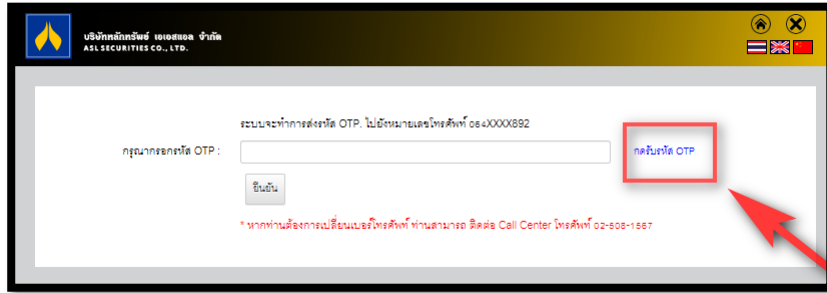 บริษัทหลักทรัพย์ เอเอสแอล จำกัด
ASL SECURITIES CO., LTD.
ระบบจะทำการส่งรหัส OTP. ไปยังหมายเลขโทรศัพท์ 064XXXX892
กรุณากรอกรหัส OTP :
กดรับรหัส OTP
ยืนยัน
* หากท่านต้องการเปลี่ยนเบอร์โทรศัพท์ ท่านสามารถ ติดต่อ Call Center โทรศัพท์ 02-508-1567